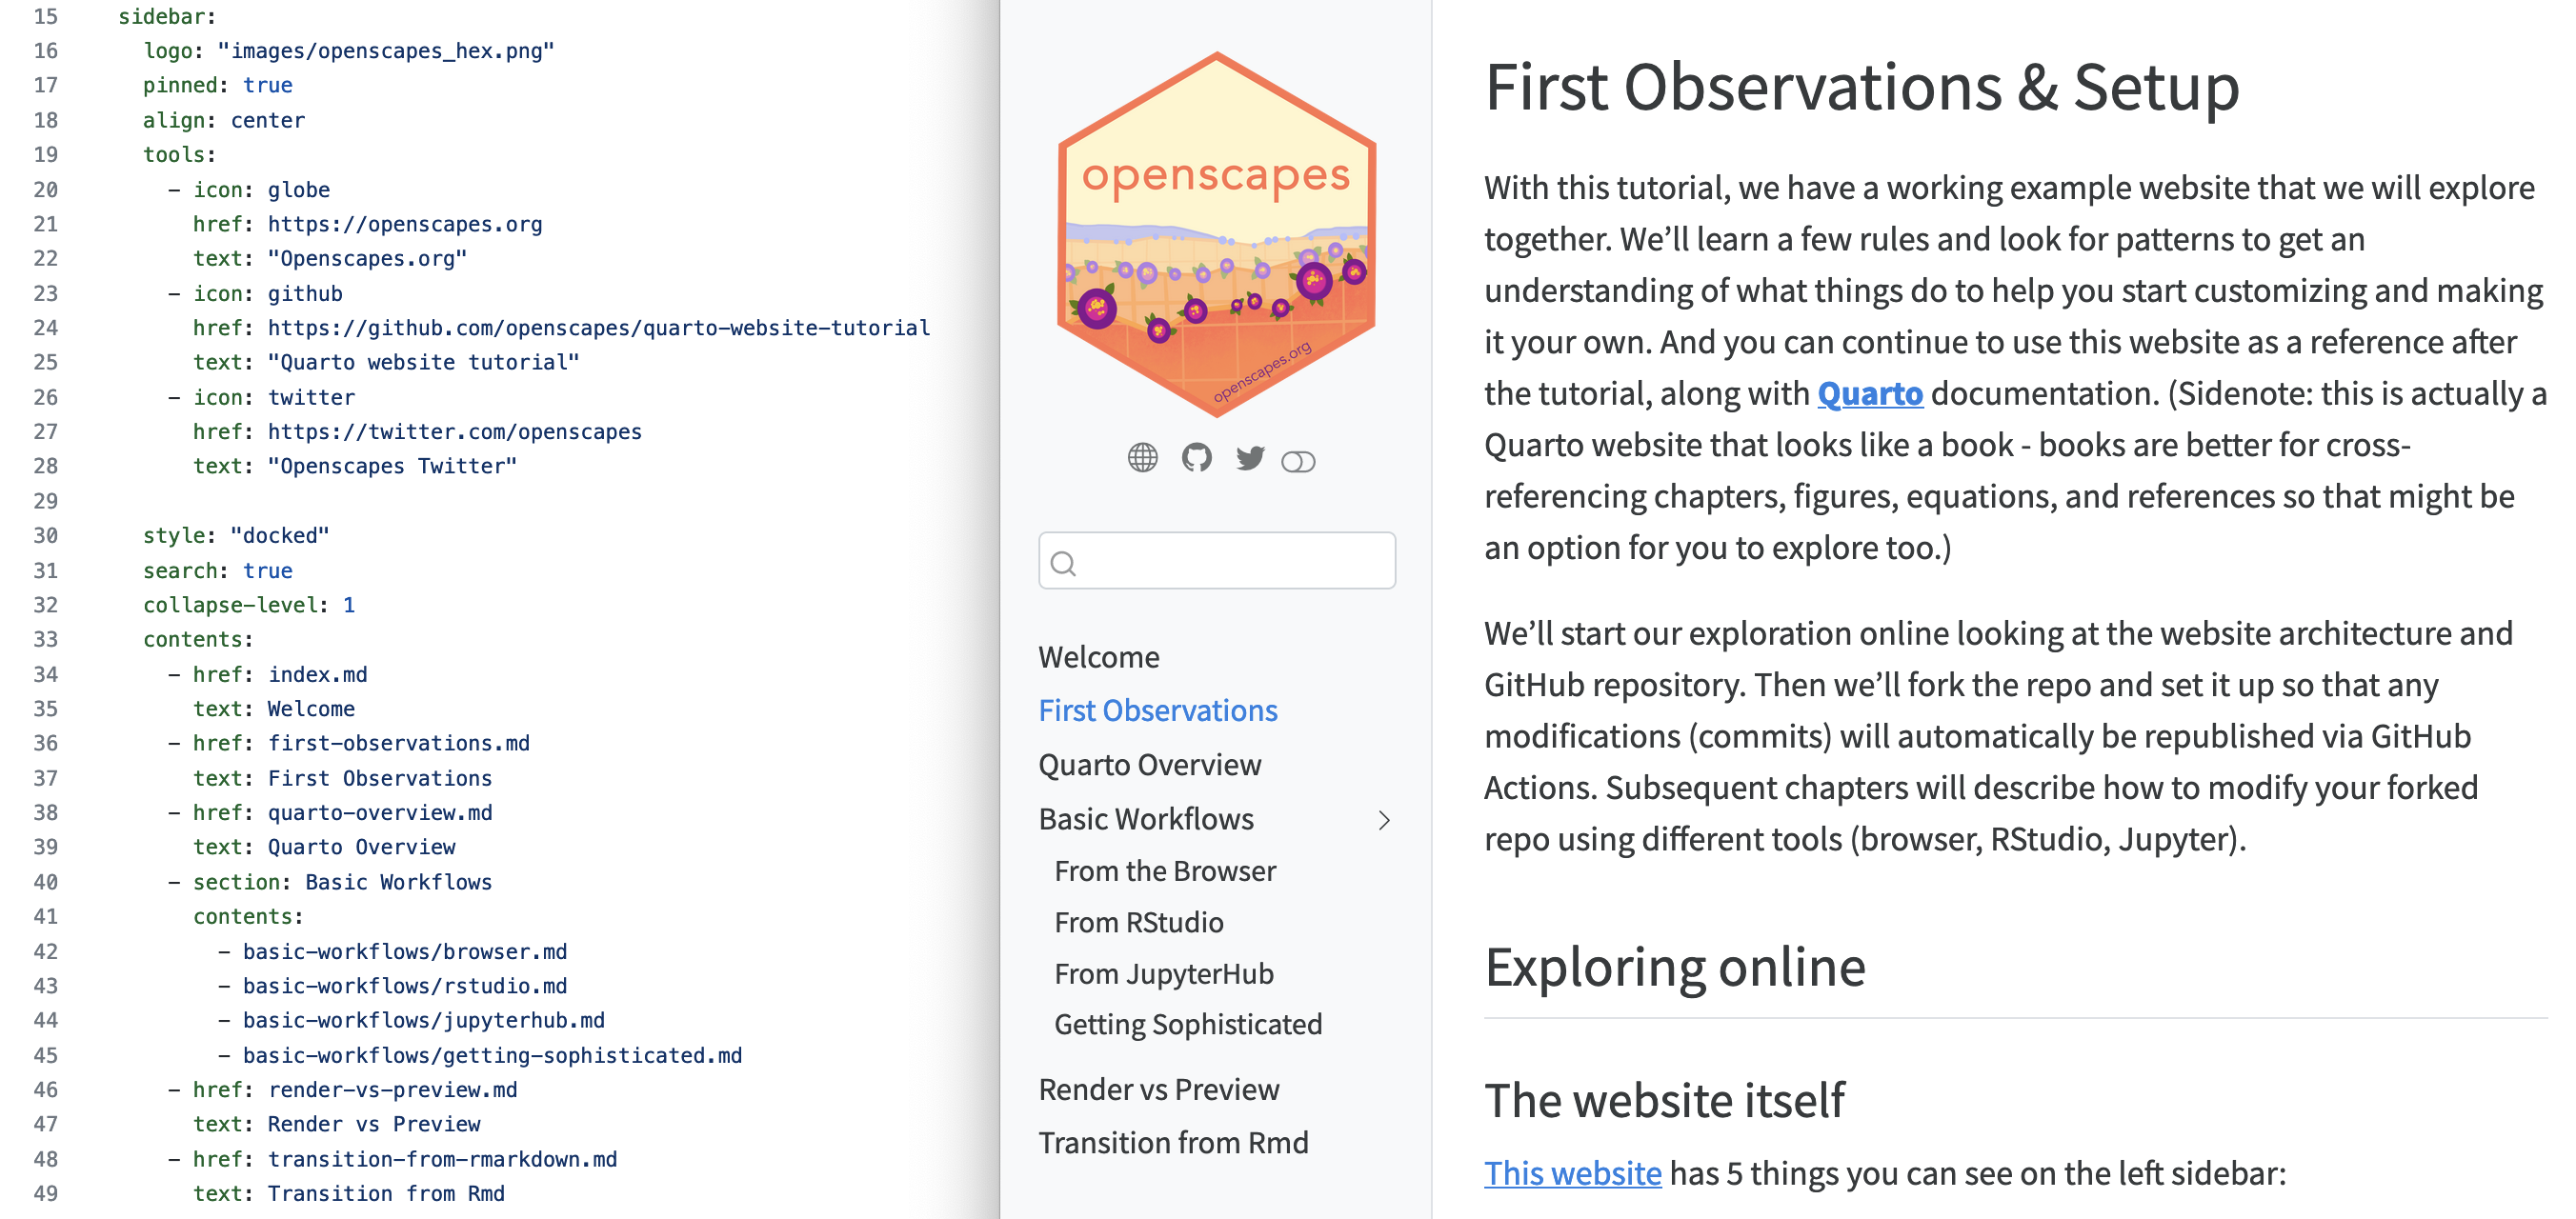 15 sidebar:
16 logo: "images/openscapes_hex.png"
17 pinned: true
18 align: center
19 tools:
20 - icon: globe
21 href: https://openscapes.org
22 text: "Openscapes.org"
23 - icon: github
24 href: https://github.com/openscapes/quarto-website-tutorial
25 text: "Quarto website tutorial"
26 - icon: twitter
27 href: https://twitter.com/openscapes
28 text: "Openscapes Twitter"
29
30 style: "docked"
31 search: true
32 collapse-level: 1
33 contents:
34 - href: index.md
35 text: Welcome
36 - href: first-observations.md
37 text: First Observations
38 - href: quarto-overview.md
39 text: Quarto Overview
40 - section: Basic Workflows
41 contents:
42 - basic-workflows/browser.md
43 - basic-workflows/rstudio.md
44 - basic-workflows/jupyterhub.md
45 - basic-workflows/getting-sophisticated.md
46 - href: render-vs-preview.md
47 text: Render vs Preview
48 - href: transition-from-rmarkdown.md
49 text: Transition from Rmd
openscapes
openscapes.org
Welcome
First Observations
Quarto Overview
Basic Workflows
From the Browser
From RStudio
From JupyterHub
Getting Sophisticated
Render vs Preview
Transition from Rmd
First Observations & Setup
With this tutorial, we have a working example website that we will explore
together. We’ll learn a few rules and look for patterns to get an
understanding of what things do to help you start customizing and making
it your own. And you can continue to use this website as a reference after
the tutorial, along with Quarto documentation. (Sidenote: this is actually a
Quarto website that looks like a book - books are better for cross-
referencing chapters, figures, equations, and references so that might be
an option for you to explore too.)
We’ll start our exploration online looking at the website architecture and
GitHub repository. Then we’ll fork the repo and set it up so that any
modifications (commits) will automatically be republished via GitHub
Actions. Subsequent chapters will describe how to modify your forked
repo using different tools (browser, RStudio, Jupyter).
Exploring online
The website itself
This website has 5 things you can see on the left sidebar: